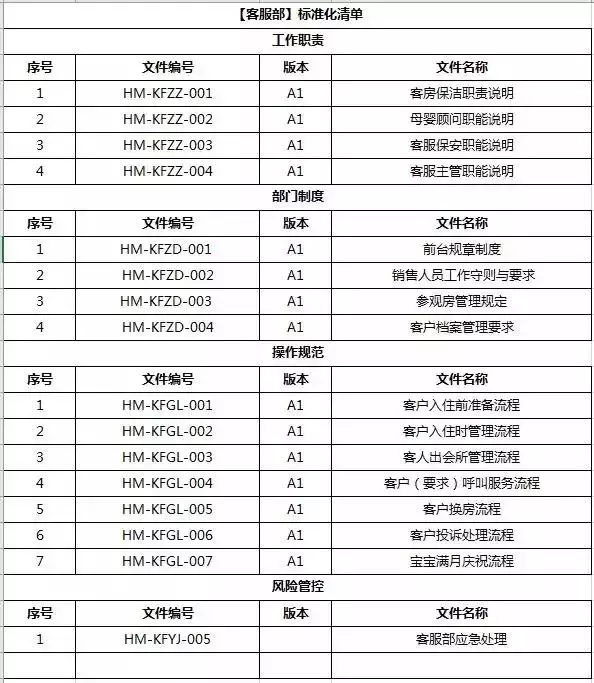 【客服部】标准化清单
工作职责
序号 文件编号 版本 文件名称
1 HM-KFZZ-001 A1 客房保洁职责说明
2 HM-KFZZ-002 A1 母婴顾问职能说明
3 HM-KFZZ-003 A1 客服保安职能说明
4 HM-KFZZ-004 A1 客服主管职能说明
部门制度
序号 文件编号 版本 文件名称
1 HM-KFZD-001 A1 前台规章制度
2 HM-KFZD-002 A1 销售人员工作守则与要求
3 HM-KFZD-003 A1 参观房管理规定
4 HM-KFZD-004 A1 客户档案管理要求
操作规范
序号 文件编号 版本 文件名称
1 HM-KFGL-001 A1 客户入住前准备流程
2 HM-KFGL-002 A1 客户入住时管理流程
3 HM-KFGL-003 A1 客人出会所管理流程
4 HM-KFGL-004 A1 客户（要求）呼叫服务流程
5 HM-KFGL-005 A1 客户换房流程
6 HM-KFGL-006 A1 客户投诉处理流程
7 HM-KFGL-007 A1 宝宝满月庆祝流程
风险管控
序号 文件编号 版本 文件名称
1 HM-KFYJ-005 客服部应急处理